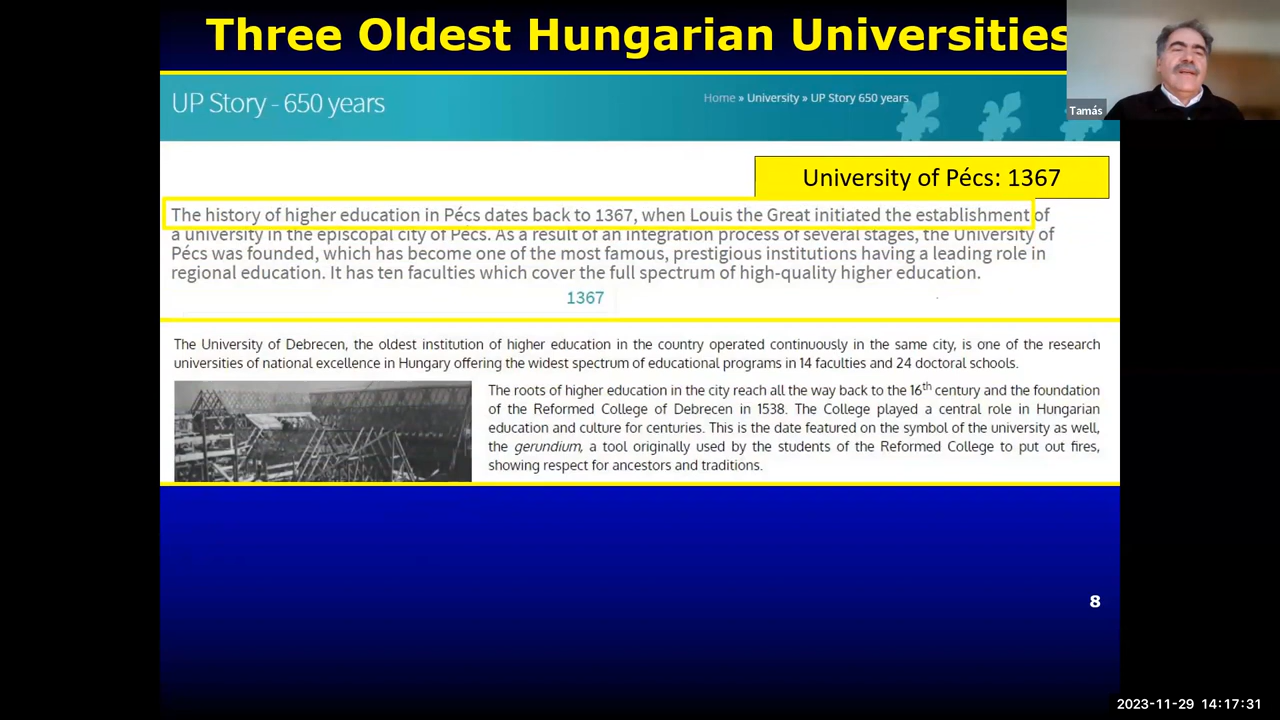 Three Oldest Hungarian Universities
Tamás
UP Story - 650 years
Home » University » UP Story 650 years
University of Pécs: 1367
The history of higher education in Pécs dates back to 1367, when Louis the Great initiated the establishment of
a university in the episcopal city of Pécs. As a result of an integration process of several stages, the University of
Pécs was founded, which has become one of the most famous, prestigious institutions having a leading role in
regional education. It has ten faculties which cover the full spectrum of high-quality higher education.
1367
The University of Debrecen, the oldest institution of higher education in the country operated continuously in the same city, is one of the research
universities of national excellence in Hungary offering the widest spectrum of educational programs in 14 faculties and 24 doctoral schools.
The roots of higher education in the city reach all the way back to the 16th century and the foundation
of the Reformed College of Debrecen in 1538. The College played a central role in Hungarian
education and culture for centuries. This is the date featured on the symbol of the university as well,
the gerundium, a tool originally used by the students of the Reformed College to put out fires,
showing respect for ancestors and traditions.
8
2023-11-29 14:17:31